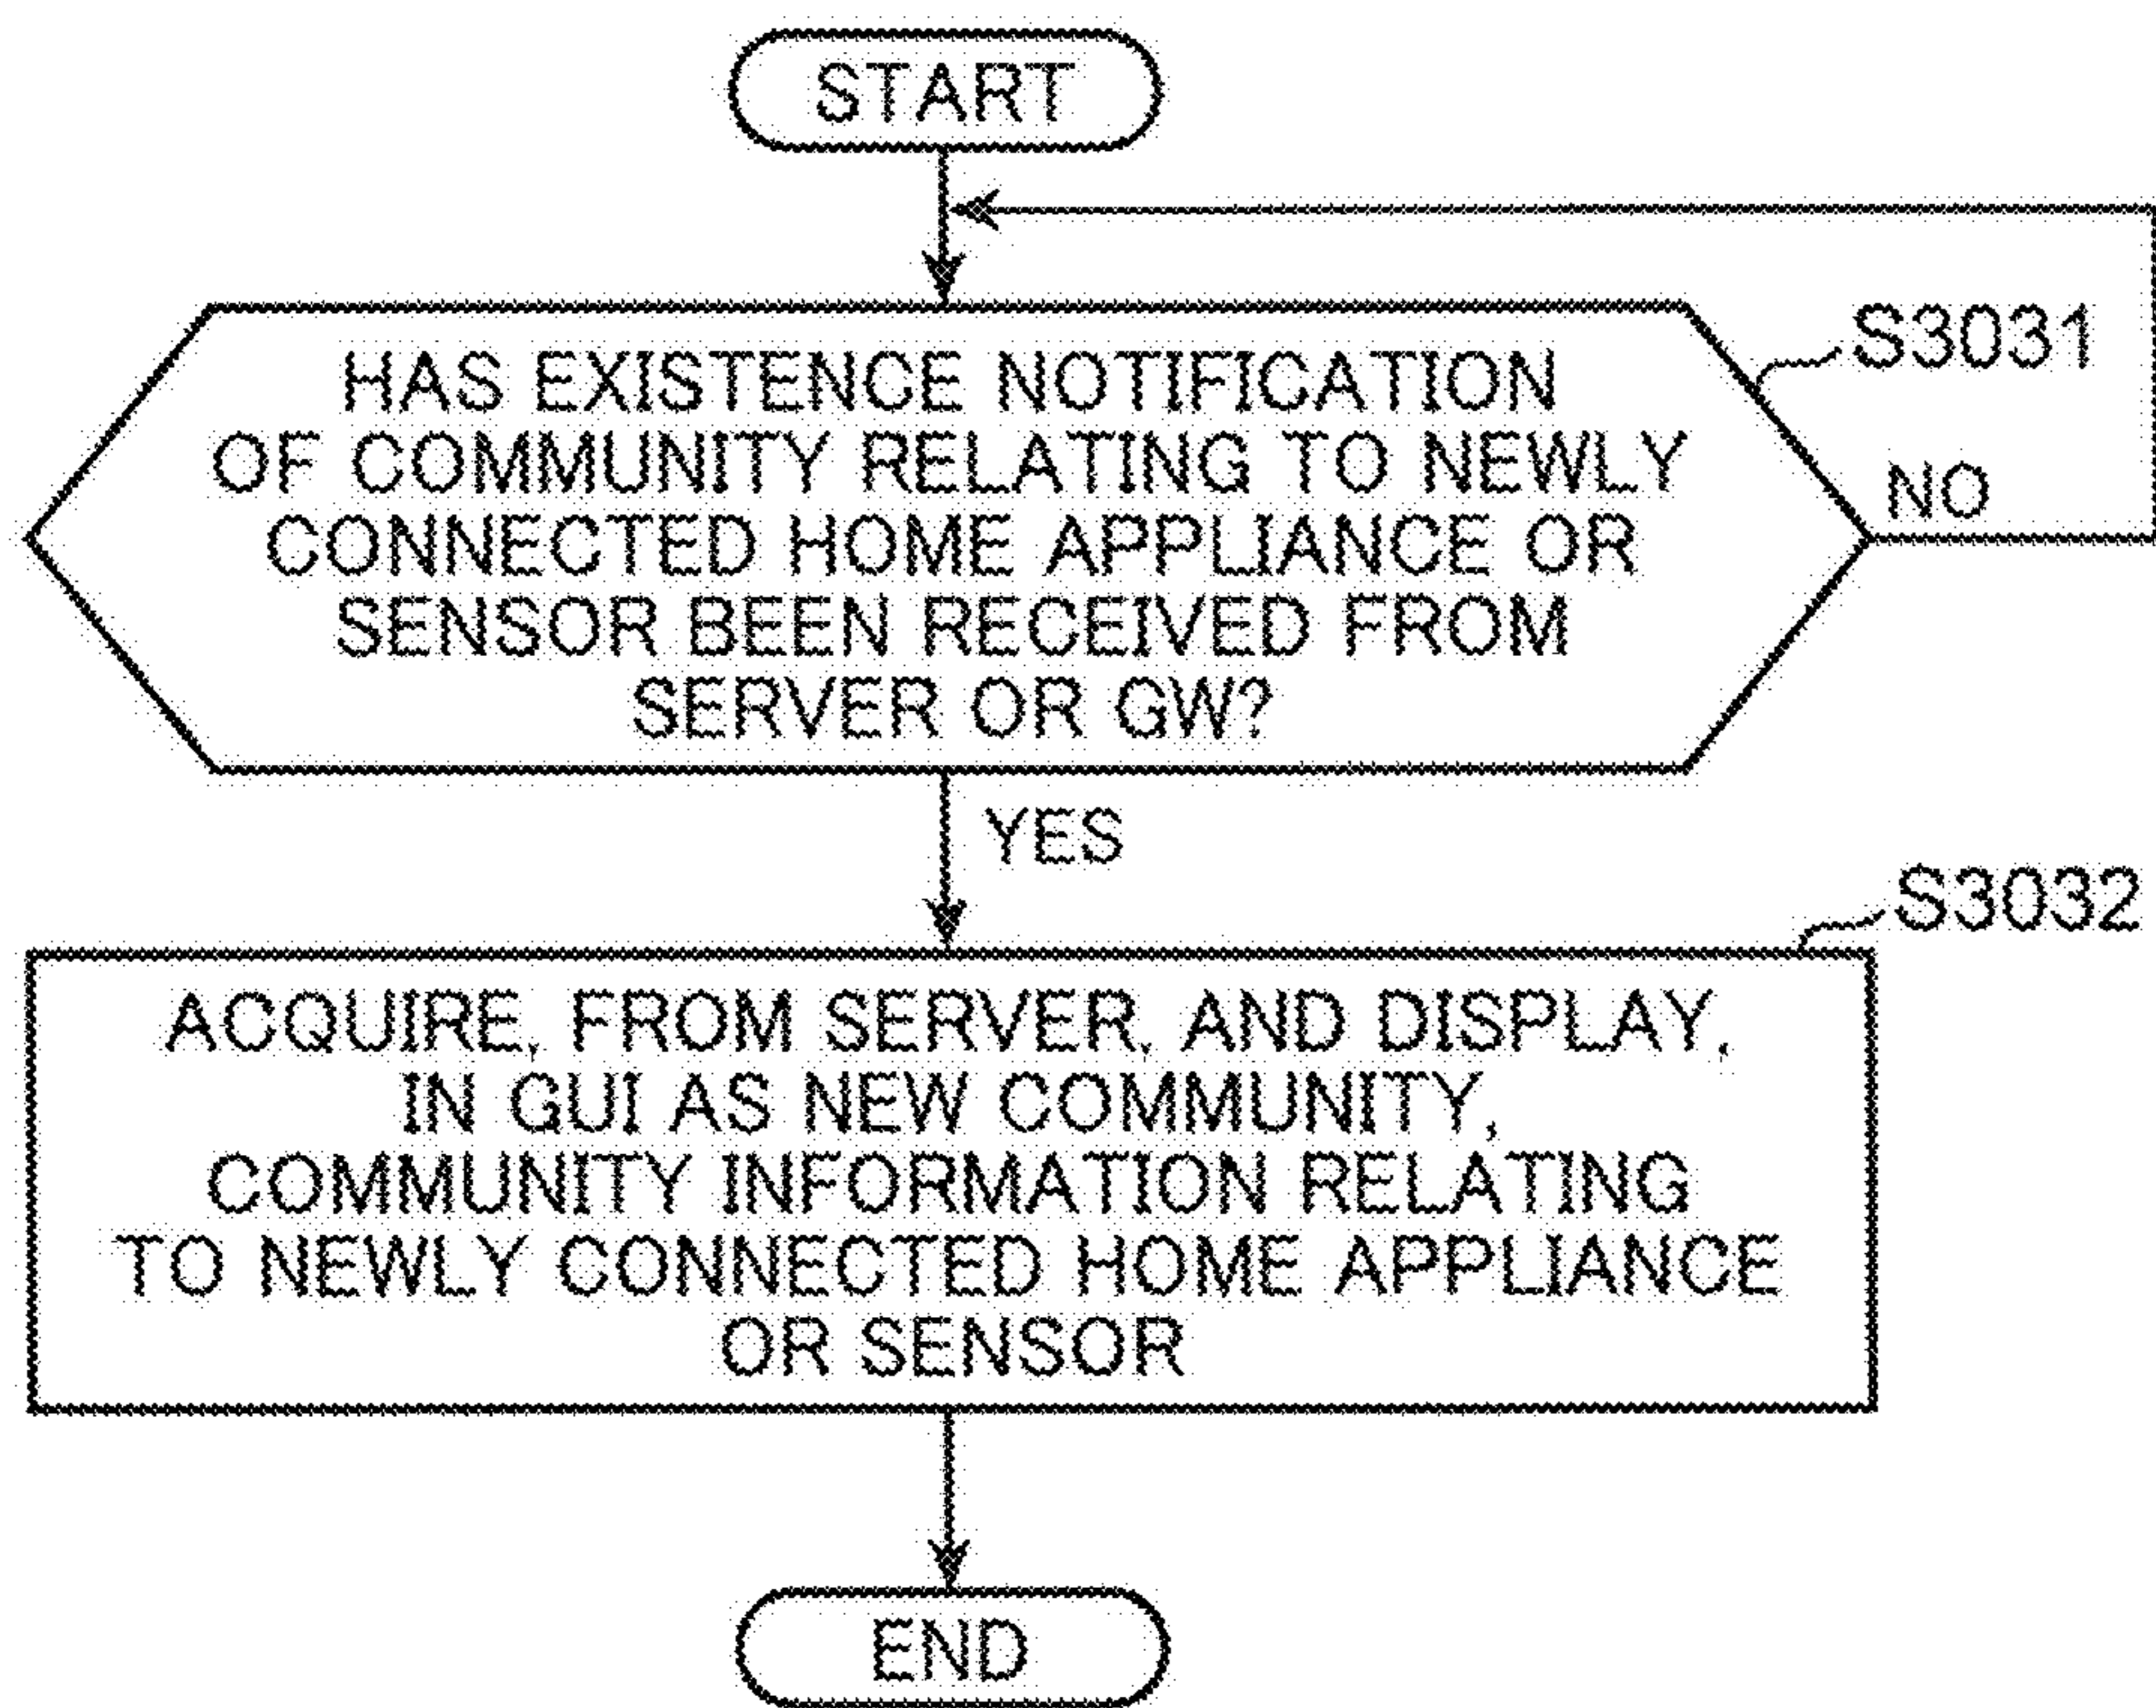 START
S3031
HAS EXISTENCE NOTIFICATION
OF COMMUNITY RELATING TO NEWLY
CONNECTED HOME APPLIANCE OR
SENSOR BEEN RECEIVED FROM
SERVER OR GW?
NO
YES
S3032
ACQUIRE, FROM SERVER, AND DISPLAY,
IN GUI AS NEW COMMUNITY,
COMMUNITY INFORMATION RELATING
TO NEWLY CONNECTED HOME APPLIANCE
OR SENSOR
END